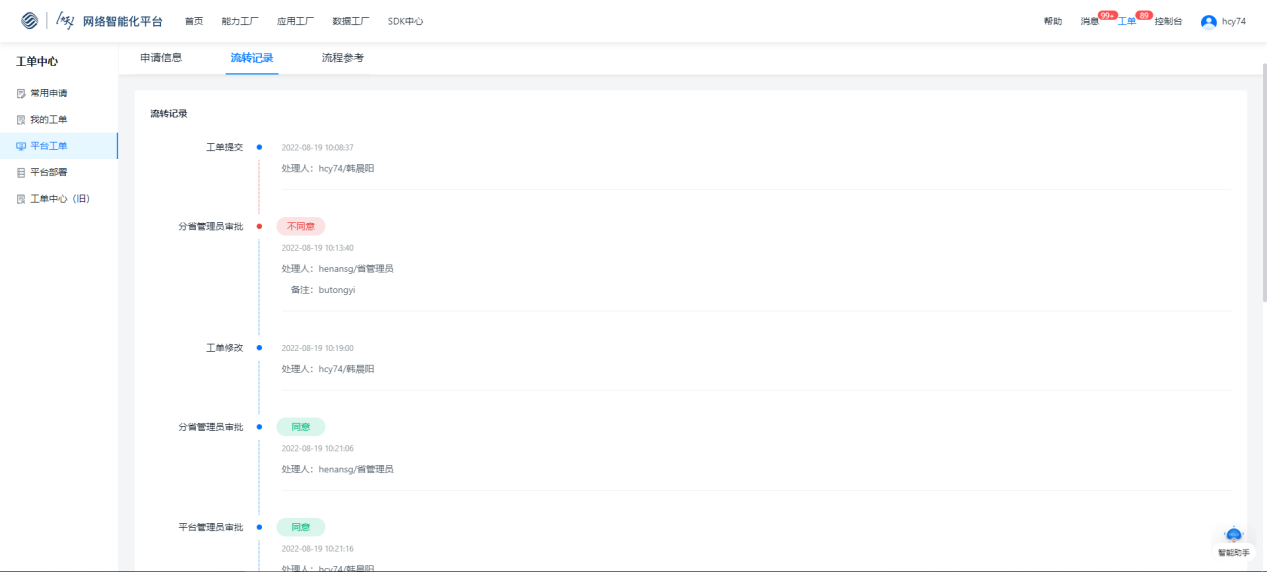 网络智能化平台 首页 能力工厂 应用工厂 数据工厂 SDK中心 帮助 消息 99+ 工单 89 控制台 hcy74
工单中心
常用申请
我的工单
平台工单
平台部署
工单中心（旧）
申请信息 流转记录 流程参考
流转记录
工单提交 2022-08-19 10:08:37
处理人：hcy74/韩晨阳
分省管理员审批 不同意
2022-08-19 10:13:40
处理人：henansg/省管理员
备注：butongyi
工单修改 2022-08-19 10:19:00
处理人：hcy74/韩晨阳
分省管理员审批 同意
2022-08-19 10:21:06
处理人：henansg/省管理员
平台管理员审批 同意
2022-08-19 10:21:16
处理人：hcy74/韩晨阳
智能助手